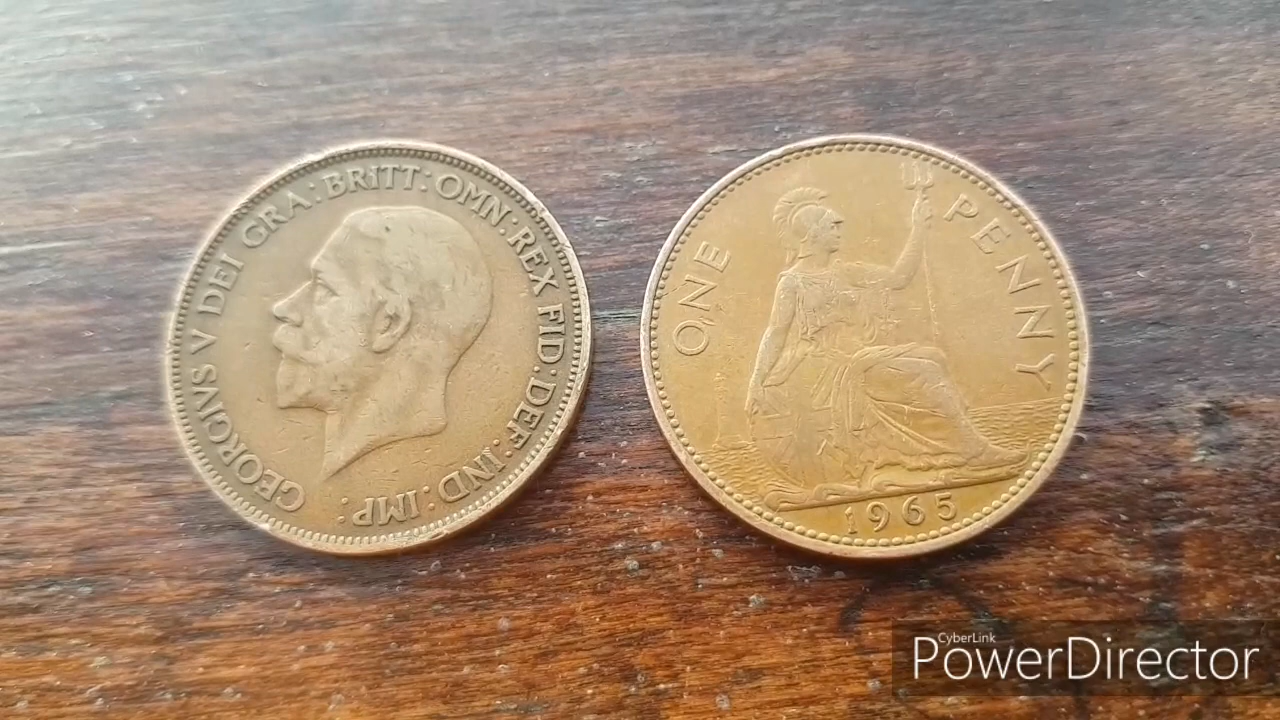 GEORGIVS V DEI GRA: BRITT: OMN: REX FID: DEF: IND: IMP:
ONE PENNY
1965
CyberLink
PowerDirector